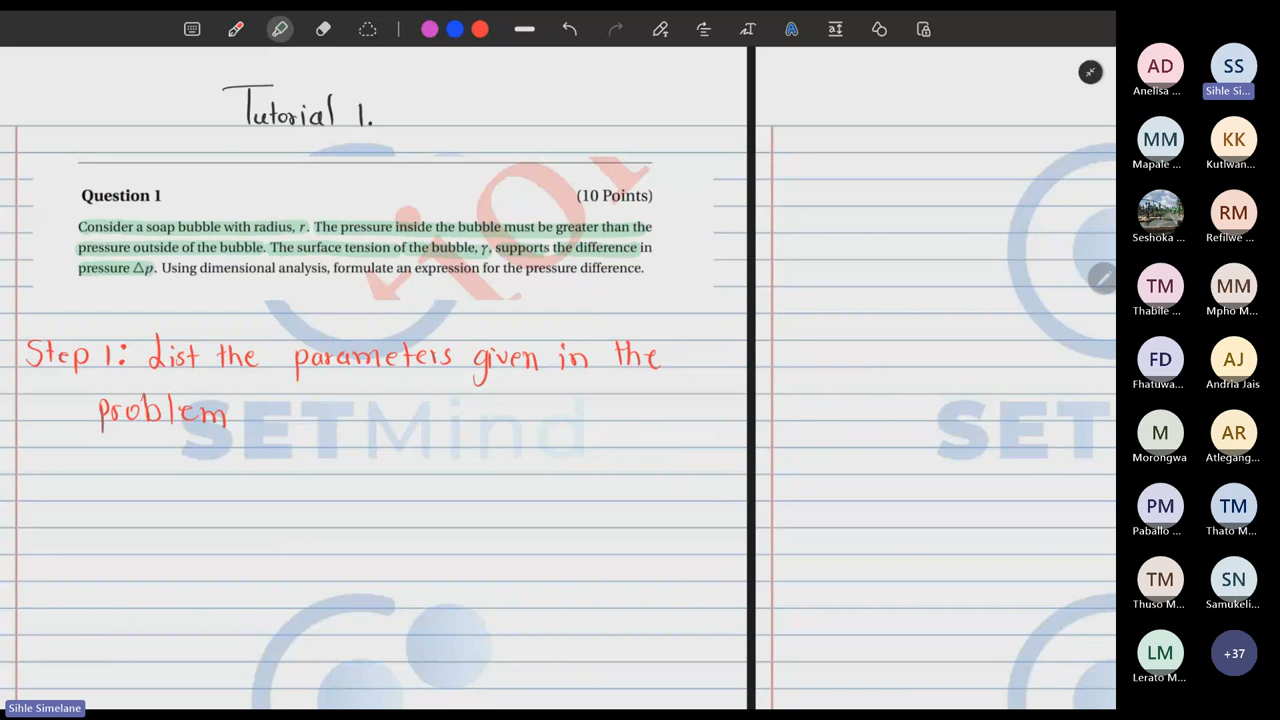 Tutorial 1.
Question 1 (10 Points)
Consider a soap bubble with radius, r. The pressure inside the bubble must be greater than the
pressure outside of the bubble. The surface tension of the bubble, γ, supports the difference in
pressure △p. Using dimensional analysis, formulate an expression for the pressure difference.
Step 1: List the parameters given in the
problem
SETMind
SET
AD
Anelisa ...
SS
Sihle Si...
MM
Mapale ...
KK
Kutlwan...
Seshoka ...
RM
Refilwe ...
TM
Thabile ...
MM
Mpho M...
FD
Fhatuwa...
AJ
Andria Jais
M
Morongwa
AR
Atlegang...
PM
Paballo ...
TM
Thato M...
TM
Thuso M...
SN
Samukeli...
LM
Lerato M...
+37
Sihle Simelane